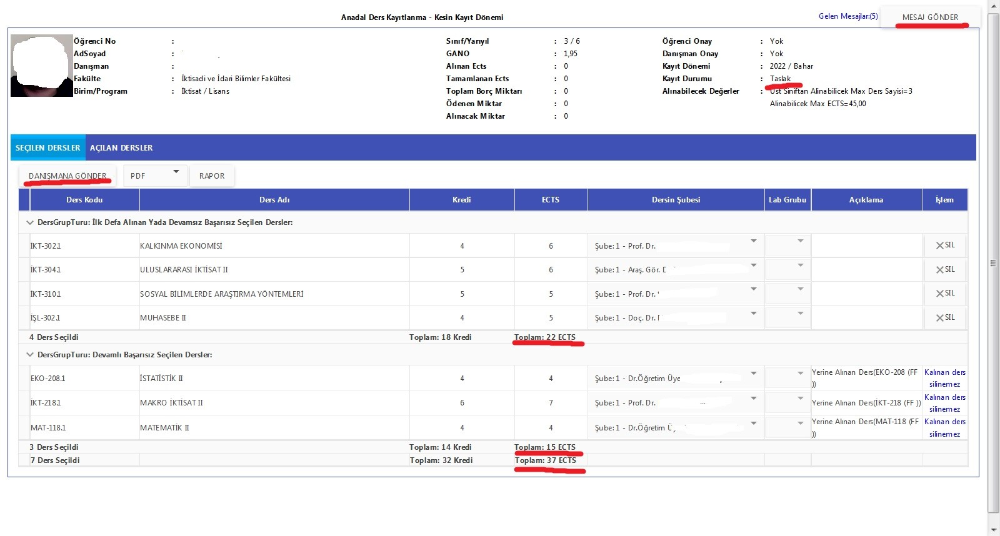 Anadal Ders Kayıtlanma - Kesin Kayıt Dönemi
Gelen Mesajlar:(5)
MESAJ GÖNDER
Öğrenci No :
AdSoyad :
Danışman :
Fakülte : İktisadi ve İdari Bilimler Fakültesi
Birim/Program : İktisat / Lisans
Sınıf/Yarıyıl : 3 / 6
GANO : 1,95
Alınan Ects : 0
Tamamlanan Ects : 0
Toplam Borç Miktarı : 0
Ödenen Miktar : 0
Alınacak Miktar : 0
Öğrenci Onay : Yok
Danışman Onay : Yok
Kayıt Dönemi : 2022 / Bahar
Kayıt Durumu : Taslak
Alınabilecek Değerler : Ust Siniftan Alinabilicek Max Ders Sayisi=3
Alinabilicek Max ECTS=45,00
SEÇILEN DERSLER AÇILAN DERSLER
DANIŞMANA GÖNDER PDF RAPOR
Ders Kodu Ders Adı Kredi ECTS Dersin Şubesi Lab Grubu Açıklama İşlem
DersGrupTuru: İlk Defa Alınan Yada Devamsız Başarısız Seçilen Dersler:
İKT-302.1 KALKINMA EKONOMİSİ 4 6 Şube: 1 - Prof. Dr. SIL
İKT-304.1 ULUSLARARASI İKTİSAT II 5 6 Şube: 1 - Araş. Gör. SIL
İKT-310.1 SOSYAL BİLİMLERDE ARAŞTIRMA YÖNTEMLERİ 5 5 Şube: 1 - Prof. Dr. SIL
İŞL-302.1 MUHASEBE II 4 5 Şube: 1 - Doç. Dr. SIL
4 Ders Seçildi Toplam: 18 Kredi Toplam: 22 ECTS
DersGrupTuru: Devamlı Başarısız Seçilen Dersler:
EKO-208.1 İSTATİSTİK II 4 4 Şube: 1 - Dr.Öğretim Üye Yerine Alınan Ders(EKO-208 (FF Kalınan ders
)) silinemez
İKT-218.1 MAKRO İKTİSAT II 6 7 Şube: 1 - Prof. Dr. ... Yerine Alınan Ders(İKT-218 (FF )) Kalınan ders
silinemez
MAT-118.1 MATEMATİK II 4 4 Şube: 1 - Dr.Öğretim Yerine Alınan Ders(MAT-118 (FF Kalınan ders
)) silinemez
3 Ders Seçildi Toplam: 14 Kredi Toplam: 15 ECTS
7 Ders Seçildi Toplam: 32 Kredi Toplam: 37 ECTS